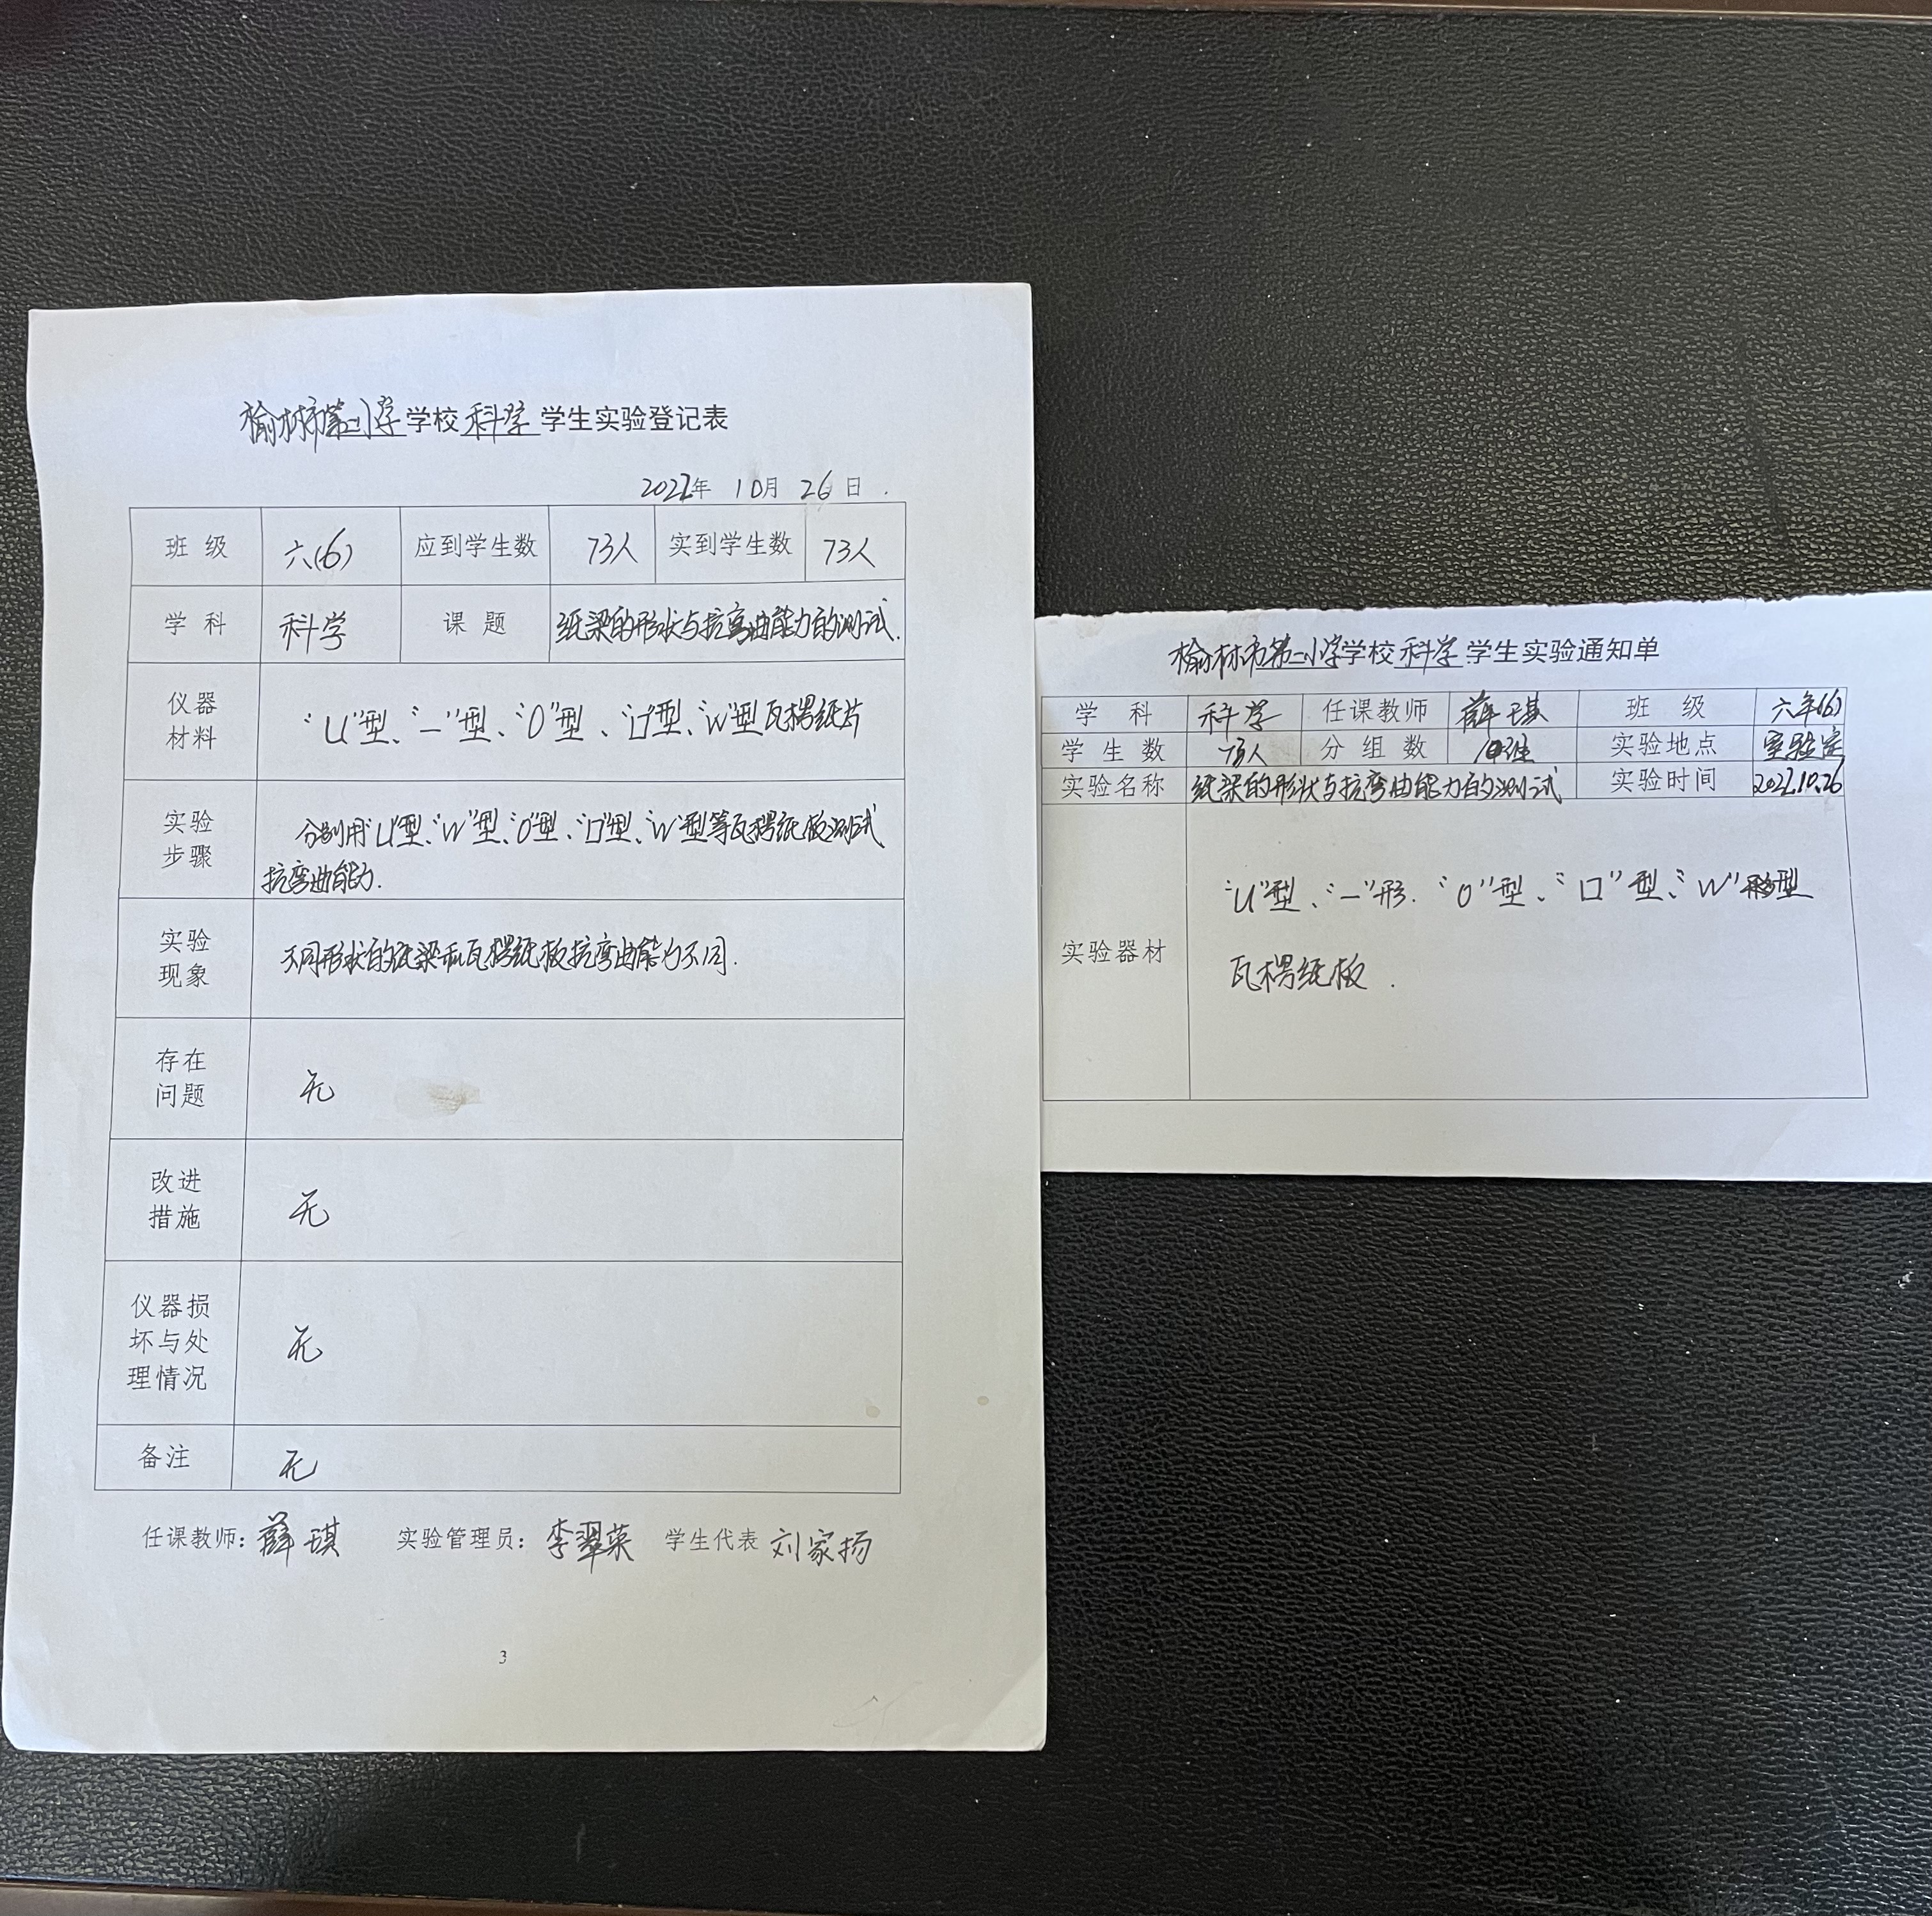 榆林市第二小学学校科学学生实验登记表
2022年 10月 26日.
班 级 六(6) 应到学生数 73人 实到学生数 73人
学 科 科学 课 题 纸梁的形状与抗弯曲能力的测试.
仪器材料 “U”型、“一”型、“O”型、“口”型、“W”型瓦楞纸片
实验步骤 分别用“U”型、“W”型、“O”型、“口”型、“W”型等瓦楞纸板测试
抗弯曲能力.
实验现象 不同形状的纸梁和瓦楞纸板抗弯曲能力不同.
存在问题 无
改进措施 无
仪器损坏与处理情况 无
备注 无
任课教师: 薛琪 实验管理员: 李翠英 学生代表 刘家扬
3
榆林市第二小学学校科学学生实验通知单
学 科 科学 任课教师 薛琪 班 级 六年(6)
学 生 数 73人 分 组 数 实验地点 实验室
实验名称 纸梁的形状与抗弯曲能力的测试 实验时间 2022.10.26
实验器材 “U”型、“一”形.“O”型、“口”型、“W”型
瓦楞纸板.